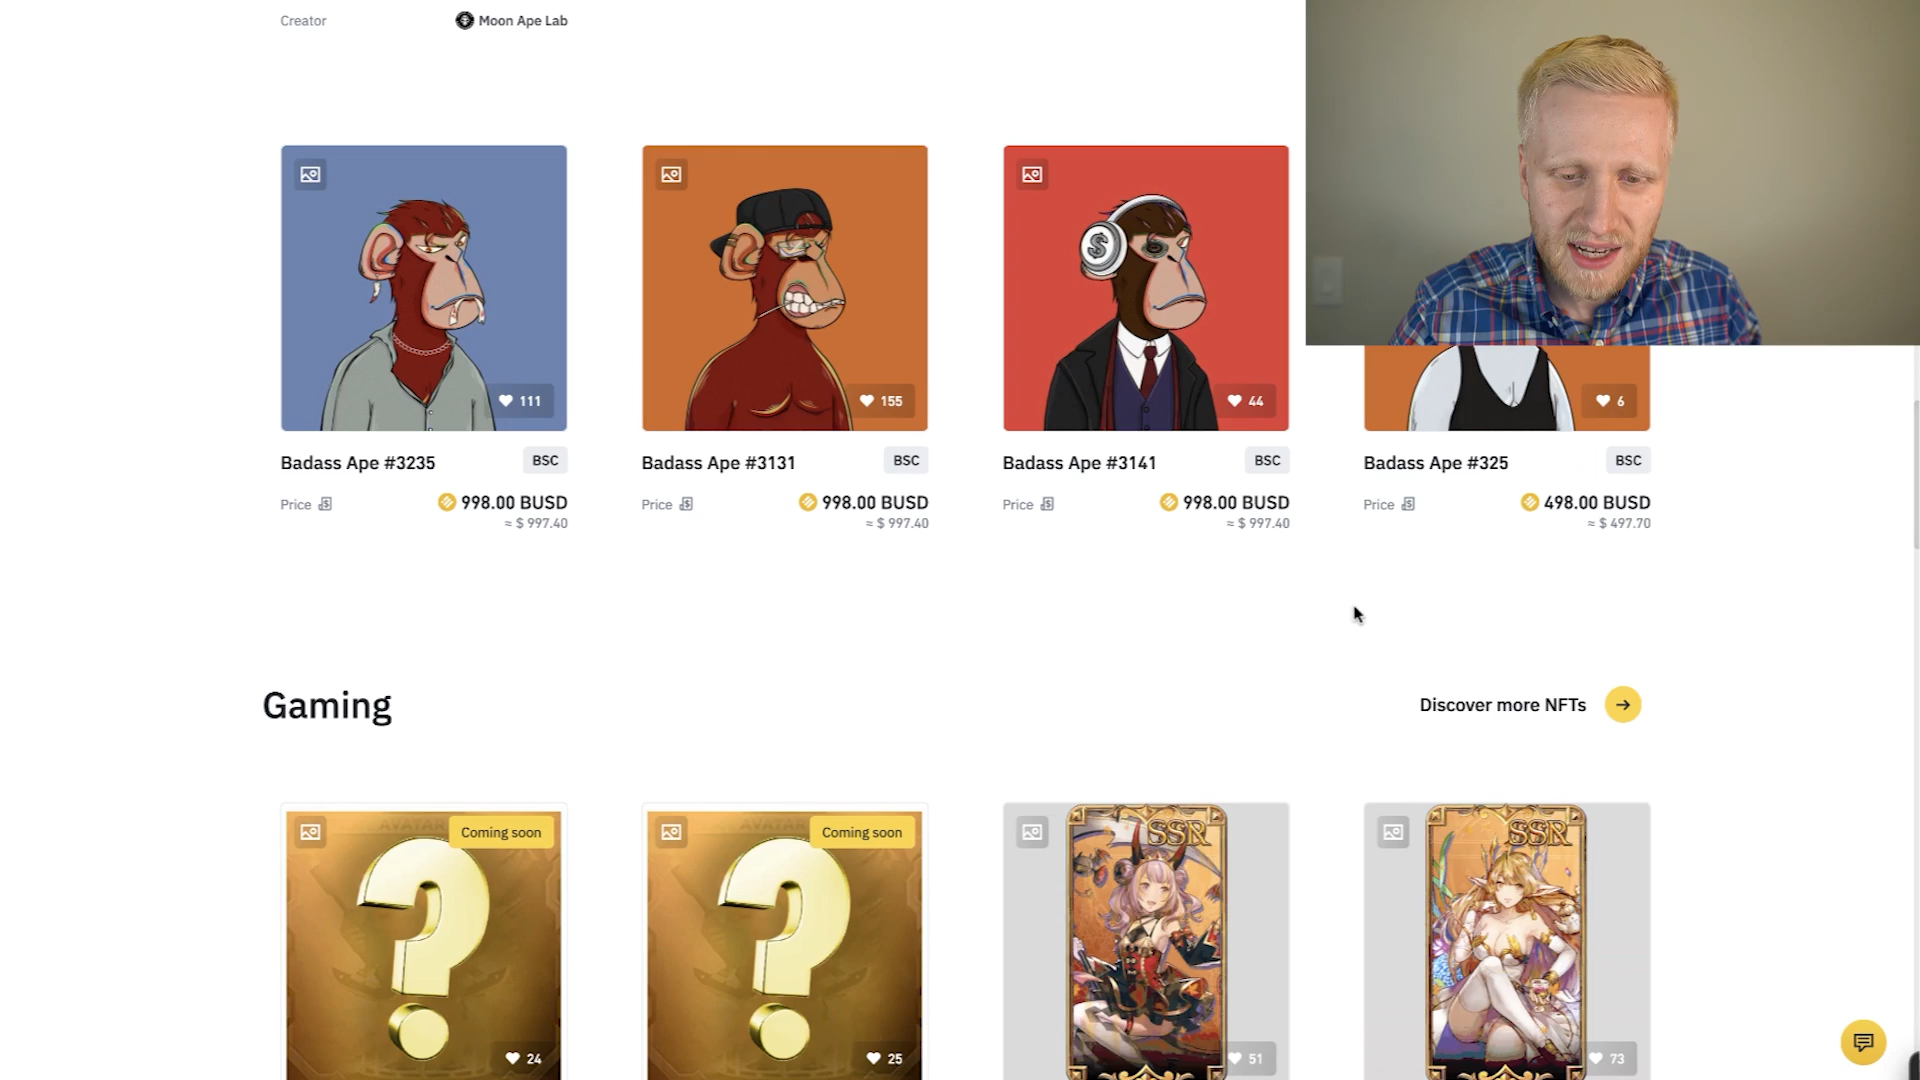 Creator Moon Ape Lab
$
111
155
44
6
Badass Ape #3235 BSC
Badass Ape #3131 BSC
Badass Ape #3141 BSC
Badass Ape #325 BSC
Price 998.00 BUSD
≈ $ 997.40
Price 998.00 BUSD
≈ $ 997.40
Price 998.00 BUSD
≈ $ 997.40
Price 498.00 BUSD
≈ $ 497.70
Gaming
Discover more NFTs
AVATAR
Coming soon
?
24
AVATAR
Coming soon
?
25
SSR
51
SSR
73